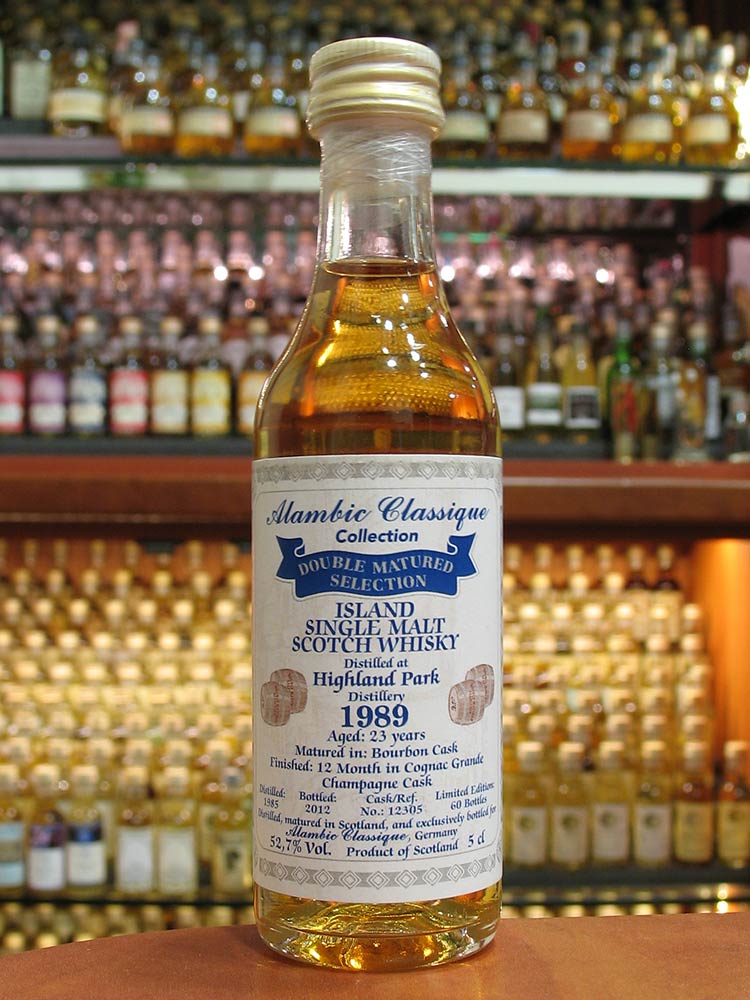 Alambic Classique
Collection
DOUBLE MATURED
SELECTION
ISLAND
SINGLE MALT
SCOTCH WHISKY
Distilled at
Highland Park
Distillery
1989
Aged: 23 years
Matured in: Bourbon Cask
Finished: 12 Month in Cognac Grande
Champagne Cask
Distilled: Bottled: Cask/Ref. Limited Edition:
1985 2012 No.: 12305 60 Bottles
Distilled, matured in Scotland, and exclusively bottled for
Alambic Classique, Germany
52,7% Vol. Product of Scotland 5 cl